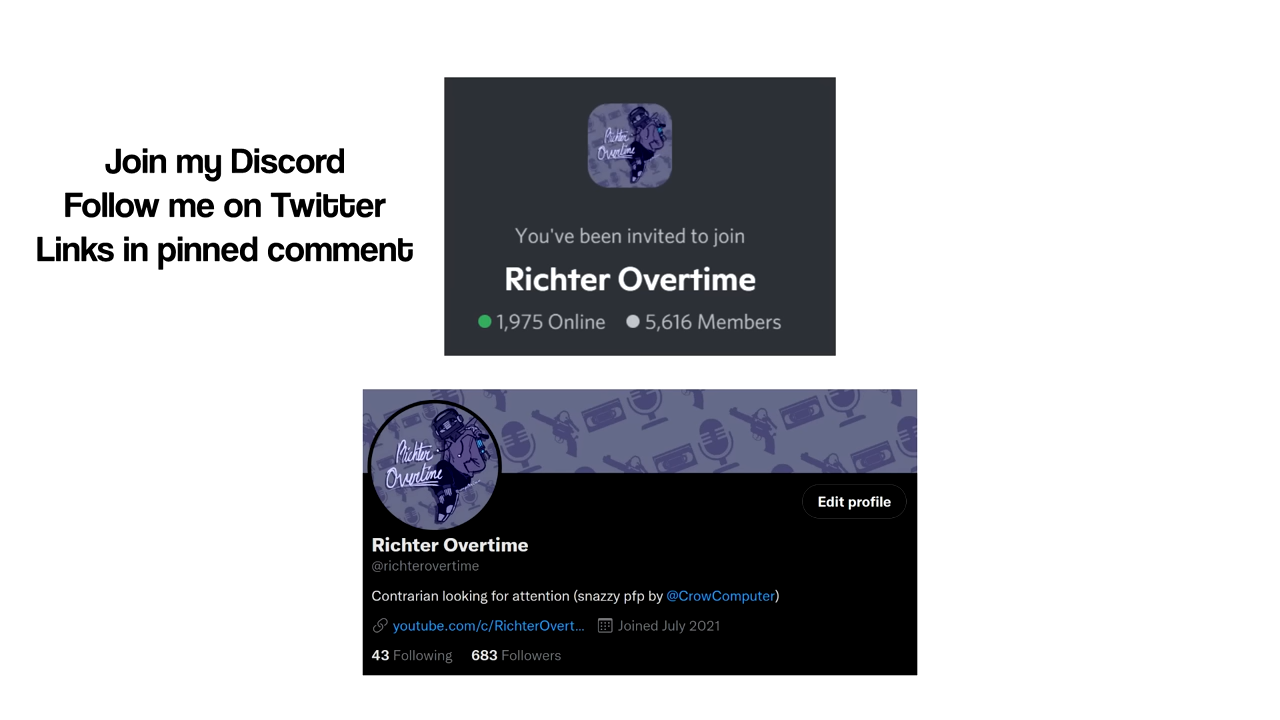 Join my Discord
Follow me on Twitter
Links in pinned comment
Richter
Overtime
You've been invited to join
Richter Overtime
1,975 Online 5,616 Members
Richter
Overtime
Edit profile
Richter Overtime
@richterovertime
Contrarian looking for attention (snazzy pfp by @CrowComputer)
youtube.com/c/RichterOvert... Joined July 2021
43 Following 683 Followers